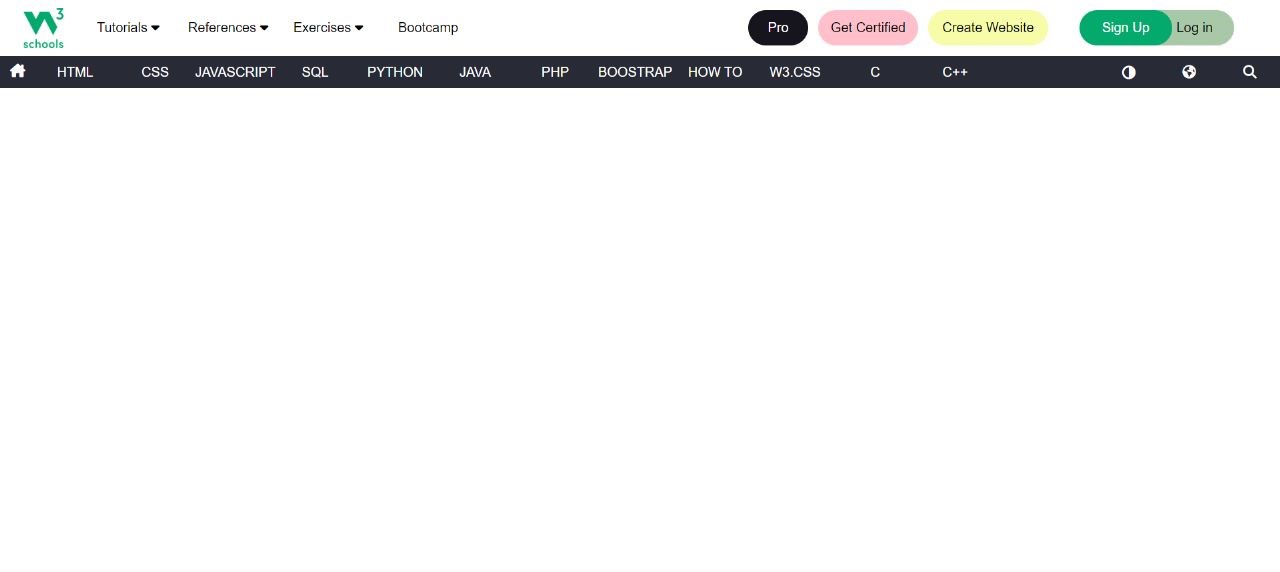 W3 schools Tutorials References Exercises Bootcamp Pro Get Certified Create Website Sign Up Log in
HTML CSS JAVASCRIPT SQL PYTHON JAVA PHP BOOSTRAP HOW TO W3.CSS C C++